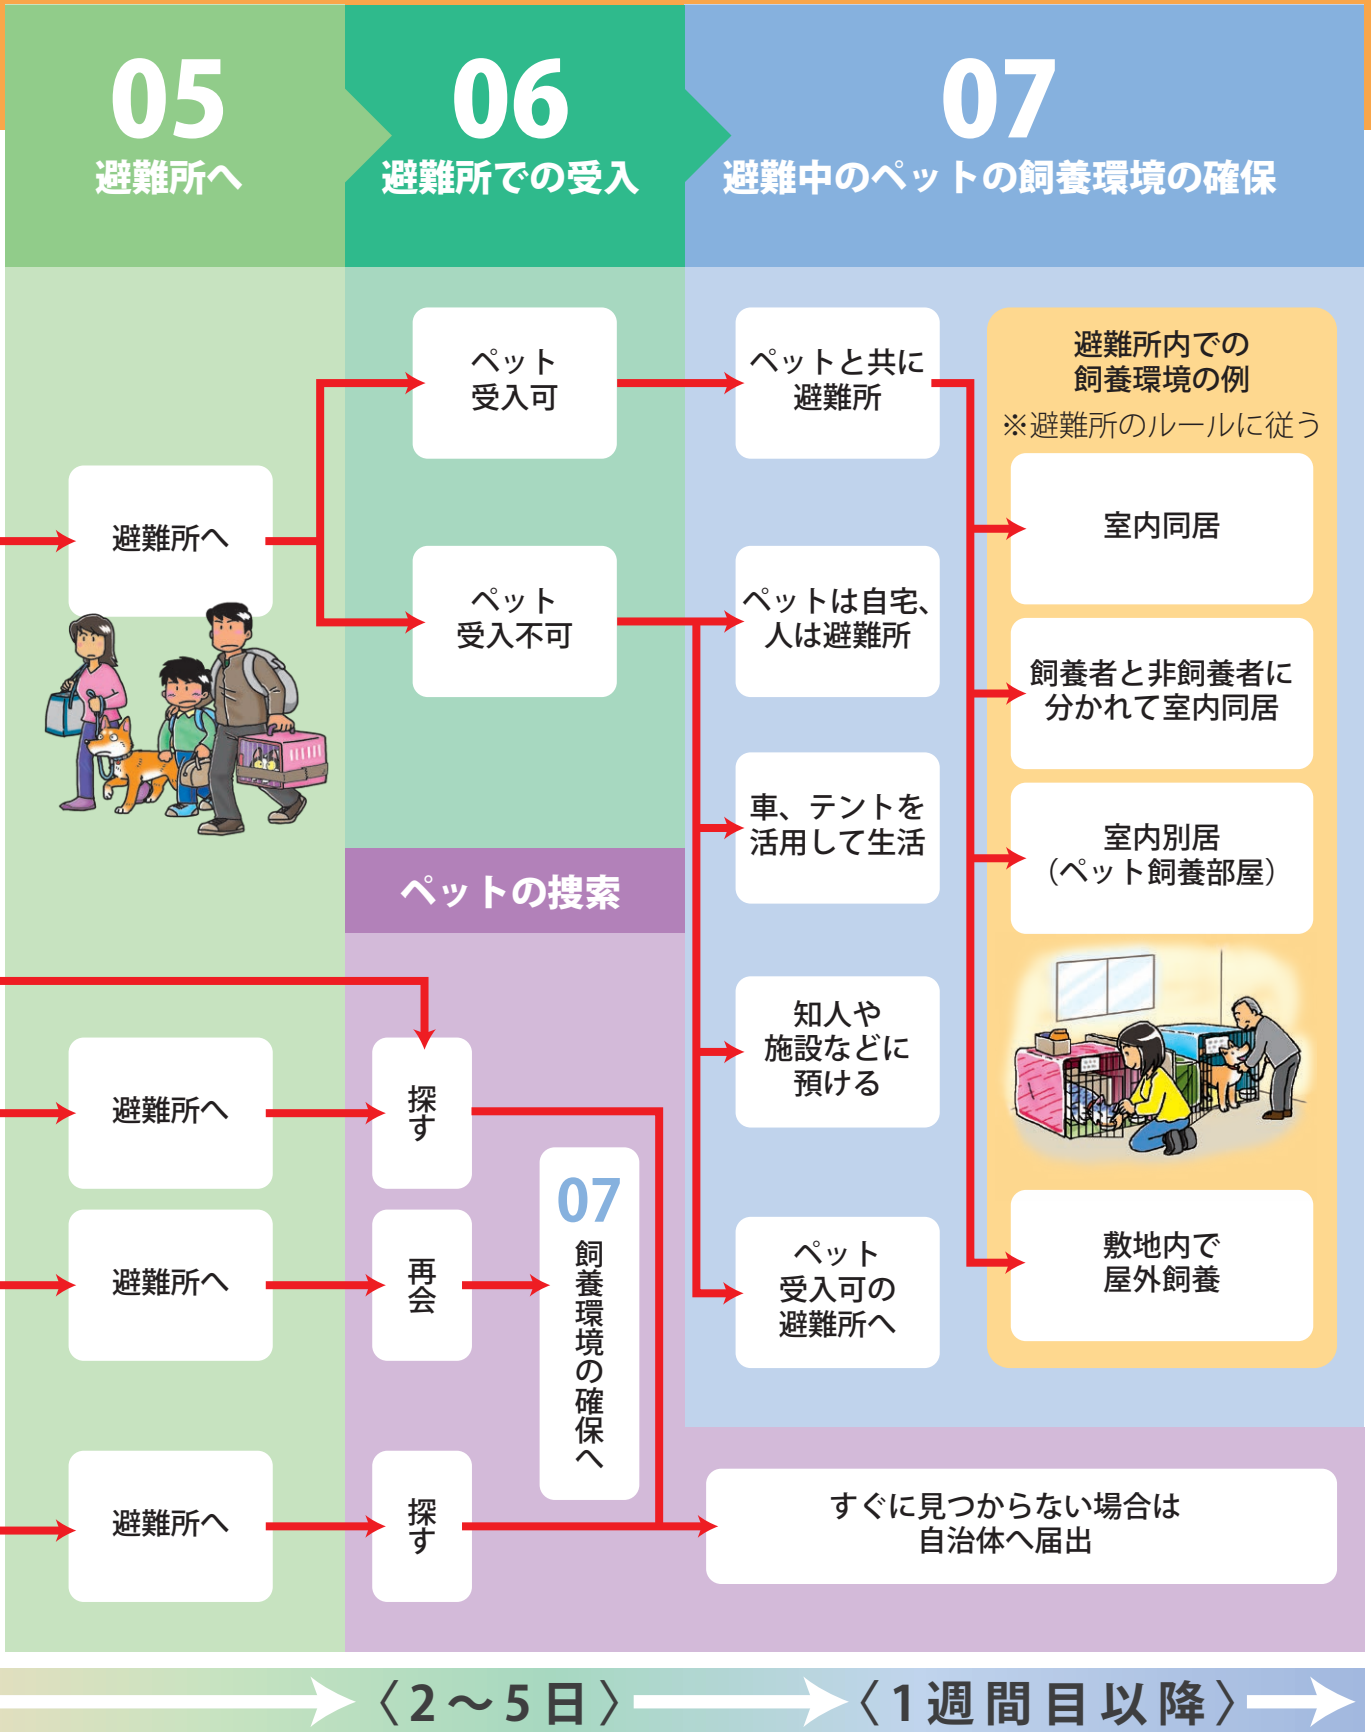 05
避難所へ
06
避難所での受入
07
避難中のペットの飼養環境の確保
避難所へ
ペット
受入可
ペット
受入不可
ペットと共に
避難所
ペットは自宅、
人は避難所
車、テントを
活用して生活
知人や
施設などに
預ける
ペット
受入可の
避難所へ
避難所内での
飼養環境の例
※避難所のルールに従う
室内同居
飼養者と非飼養者に
分かれて室内同居
室内別居
（ペット飼養部屋）
敷地内で
屋外飼養
ペットの捜索
避難所へ
探す
避難所へ
再会
07
飼養環境の確保へ
避難所へ
探す
すぐに見つからない場合は
自治体へ届出
〈2～5日〉
〈1週間目以降〉